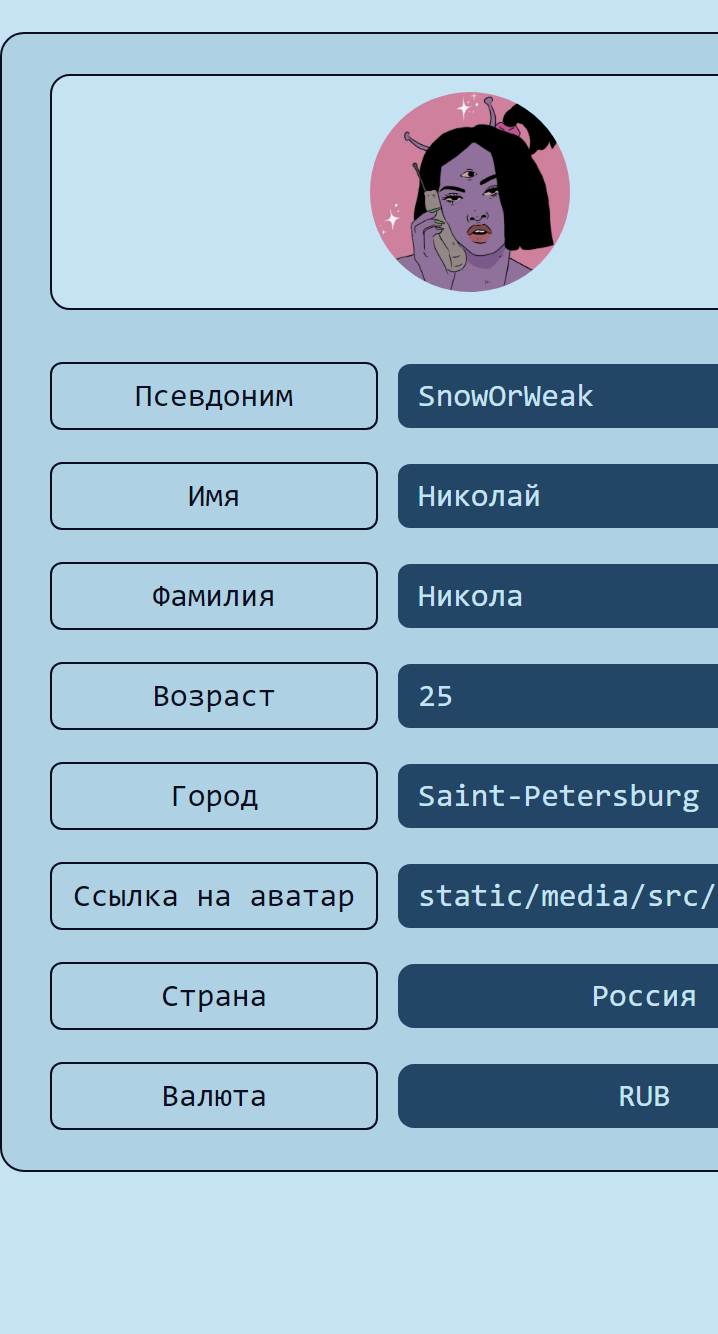 Псевдоним SnowOrWeak
Имя Николай
Фамилия Никола
Возраст 25
Город Saint-Petersburg
Ссылка на аватар static/media/src/
Страна Россия
Валюта RUB